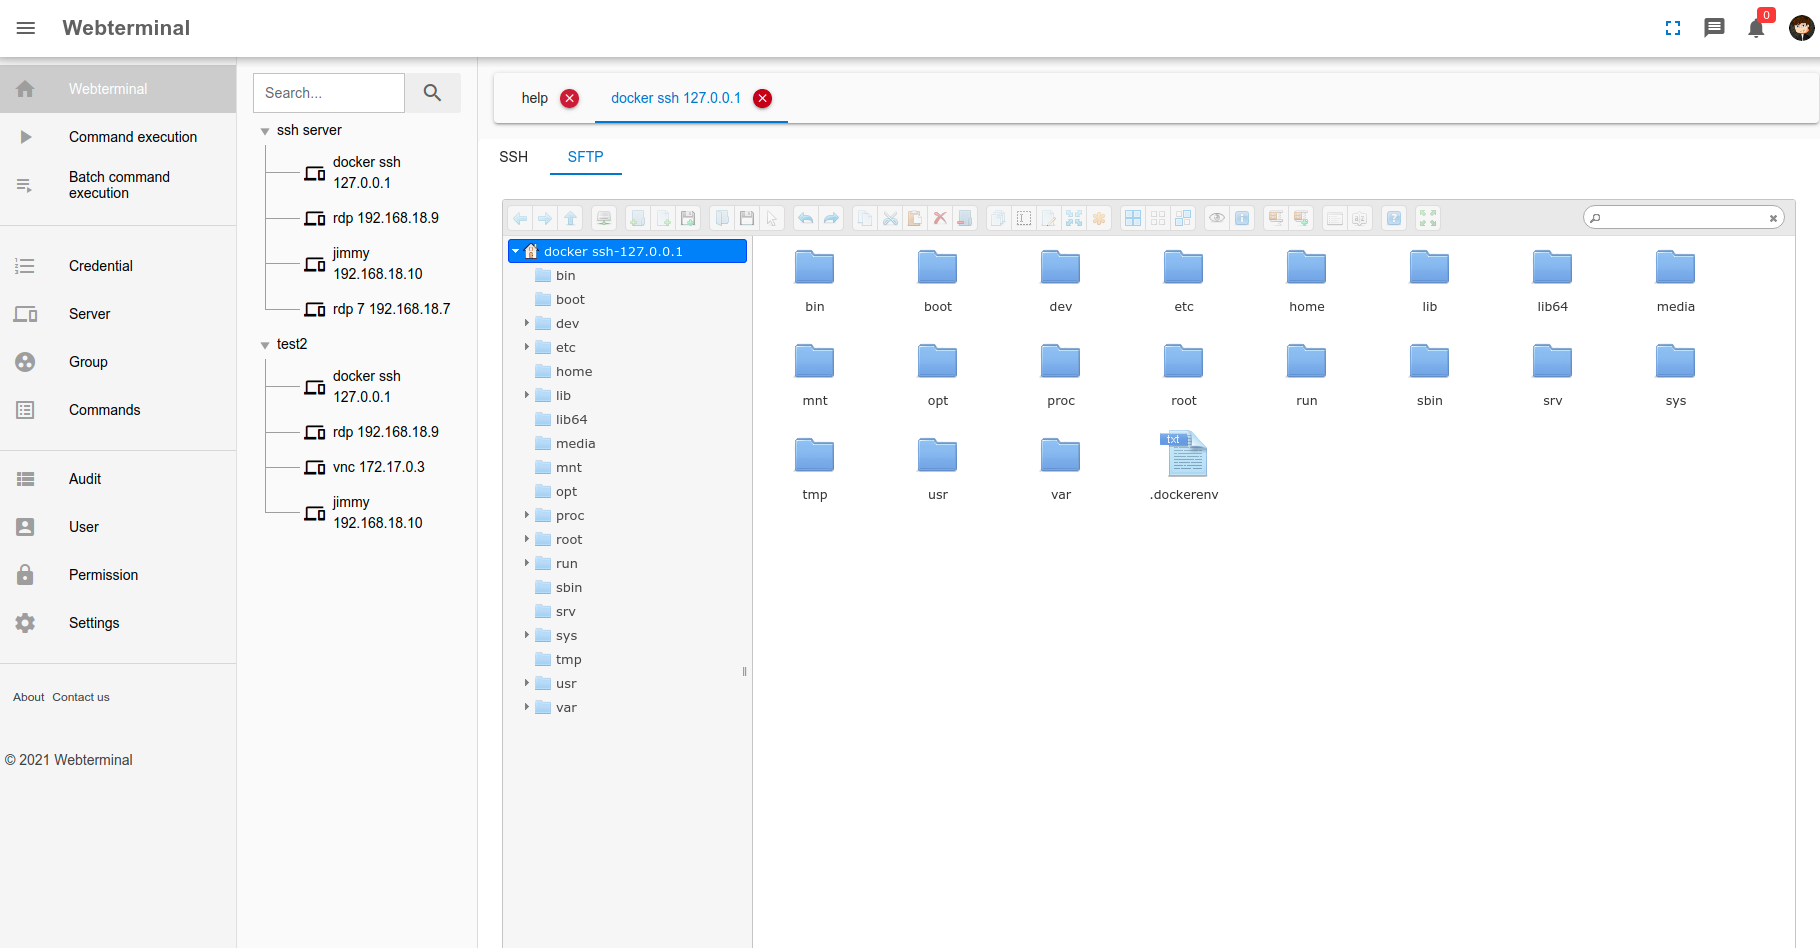 Webterminal
0
Webterminal
Command execution
Batch command
execution
Credential
Server
Group
Commands
Audit
User
Permission
Settings
About Contact us
© 2021 Webterminal
Search...
ssh server
docker ssh
127.0.0.1
rdp 192.168.18.9
jimmy
192.168.18.10
rdp 7 192.168.18.7
test2
docker ssh
127.0.0.1
rdp 192.168.18.9
vnc 172.17.0.3
jimmy
192.168.18.10
help docker ssh 127.0.0.1
SSH SFTP
docker ssh-127.0.0.1
bin
boot
dev
etc
home
lib
lib64
media
mnt
opt
proc
root
run
sbin
srv
sys
tmp
usr
var
bin boot dev etc home lib lib64 media
mnt opt proc root run sbin srv sys
txt
tmp usr var .dockerenv